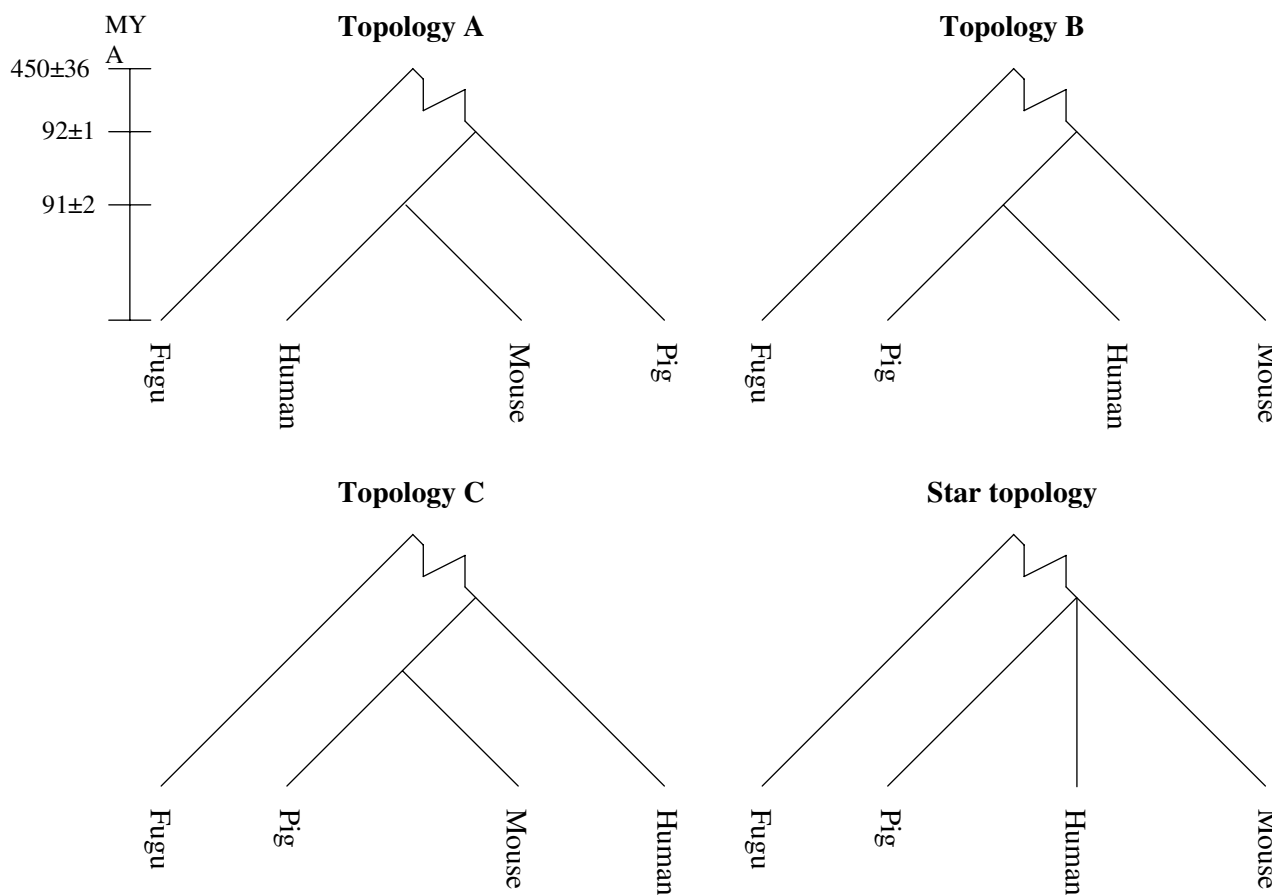 MY
A
Topology A
Topology B
450±36
92±1
91±2
Fugu
Human
Mouse
Pig
Fugu
Pig
Human
Mouse
Topology C
Star topology
Fugu
Pig
Mouse
Human
Fugu
Pig
Human
Mouse